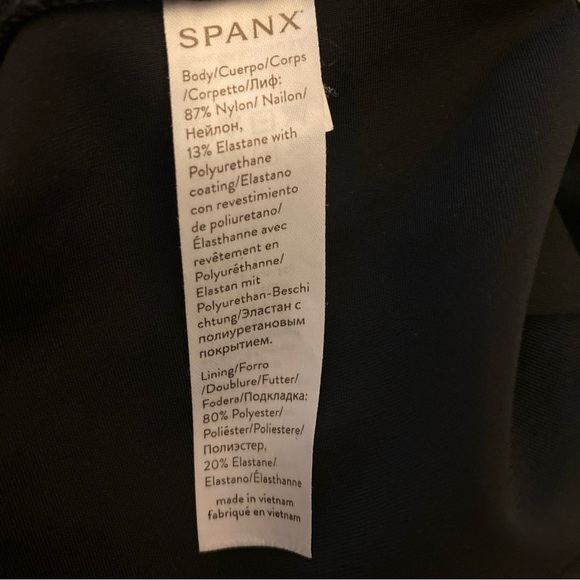 SPANX
Body/Cuerpo/Corps
/Corpetto/Лиф:
87% Nylon/ Nailon/
Нейлон,
13% Elastane with
Polyurethane
coating/Elastano
con revestimiento
de poliuretano/
Élasthanne avec
revêtement en
Polyuréthanne/
Elastan mit
Polyurethan-Beschi
chtung/Эластан с
полиуретановым
покрытием.
Lining/Forro
/Doublure/Futter/
Fodera/Подкладка:
80% Polyester/
Poliéster/Poliestere/
Полиэстер,
20% Elastane/
Elastano/Élasthanne
made in vietnam
fabriqué en vietnam